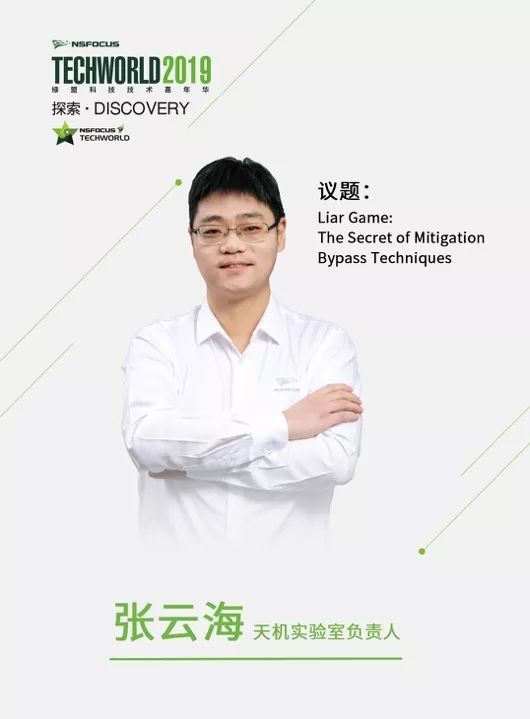 NSFOCUS
TECHWORLD2019
绿盟科技技术嘉年华
探索·DISCOVERY
NSFOCUS
TECHWORLD
议题：
Liar Game:
The Secret of Mitigation
Bypass Techniques
NSFOCUS
张云海 天机实验室负责人